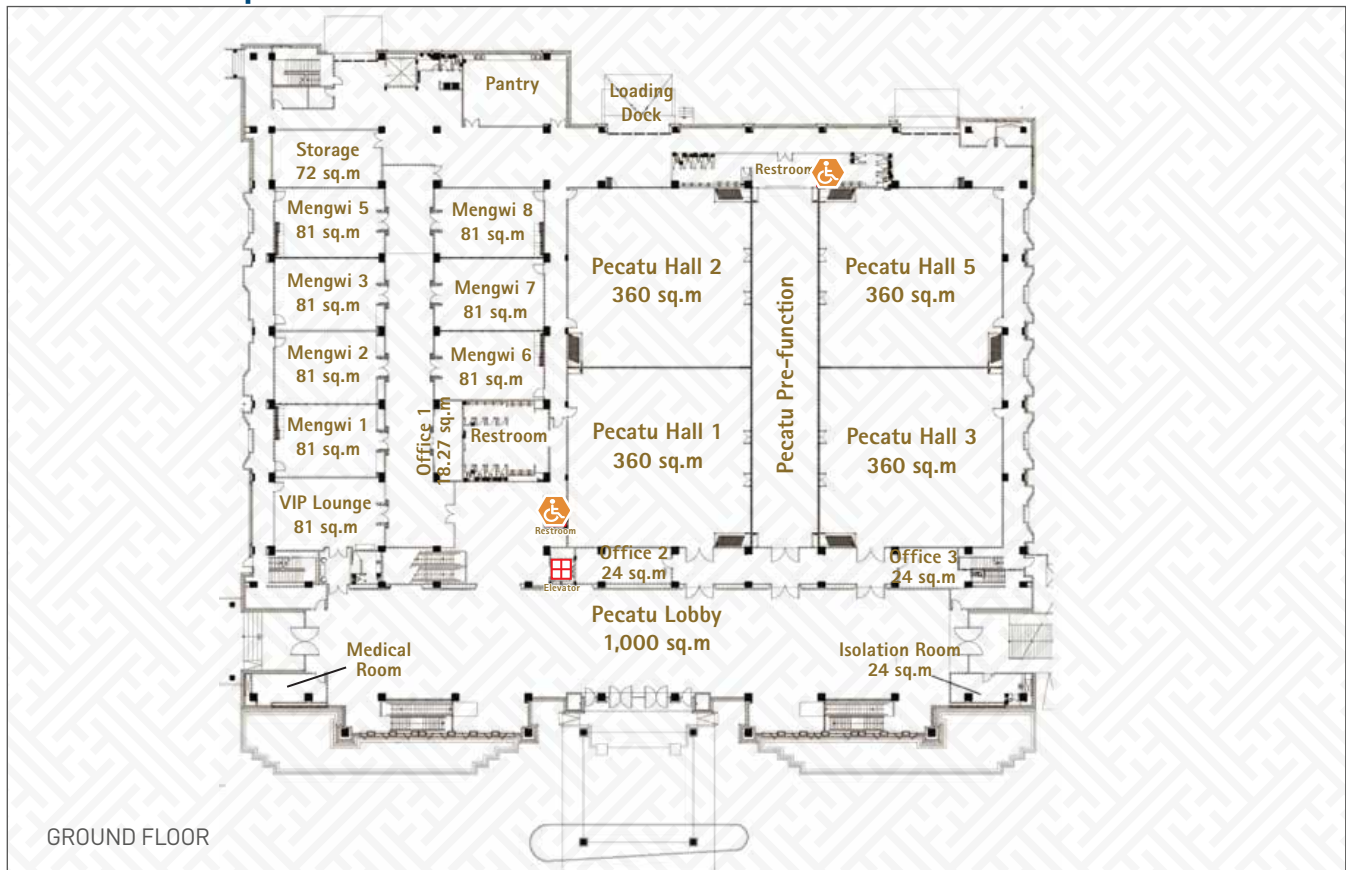 Pantry
Loading
Dock
Storage
72 sq.m
Restroom
Mengwi 5
81 sq.m
Mengwi 8
81 sq.m
Pecatu Hall 2
360 sq.m
Pecatu Hall 5
360 sq.m
Mengwi 3
81 sq.m
Mengwi 7
81 sq.m
Pecatu Pre-function
Mengwi 2
81 sq.m
Mengwi 6
81 sq.m
Mengwi 1
81 sq.m
Office 1
18.27 sq.m
Restroom
Pecatu Hall 1
360 sq.m
Pecatu Hall 3
360 sq.m
VIP Lounge
81 sq.m
Restroom
Office 2
24 sq.m
Office 3
24 sq.m
Elevator
Pecatu Lobby
1,000 sq.m
Medical
Room
Isolation Room
24 sq.m
GROUND FLOOR